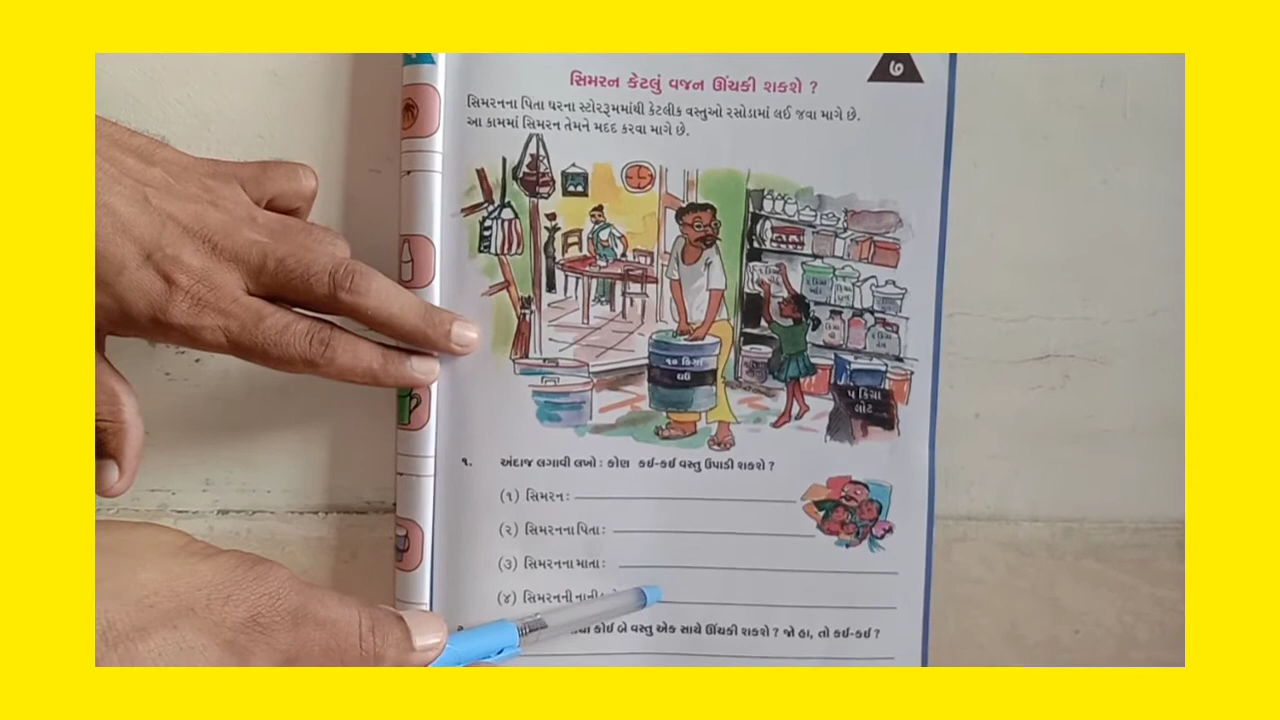 ૭
સિમરન કેટલું વજન ઊંચકી શકશે ?
સિમરનના પિતા ઘરના સ્ટોરરૂમમાંથી કેટલીક વસ્તુઓ રસોડામાં લઈ જવા માગે છે.
આ કામમાં સિમરન તેમને મદદ કરવા માગે છે.
૧૦ કિગ્રા
ઘઉં
૫ કિગ્રા
લોટ
૧. અંદાજ લગાવી લખો : કોણ કઈ-કઈ વસ્તુ ઉપાડી શકશે ?
(૧) સિમરન :
(૨) સિમરનના પિતા :
(૩) સિમરનના માતા :
(૪) સિમરનની
કોઈ બે વસ્તુ એક સાથે ઊંચકી શકશે ? જો હા, તો કઈ-કઈ ?